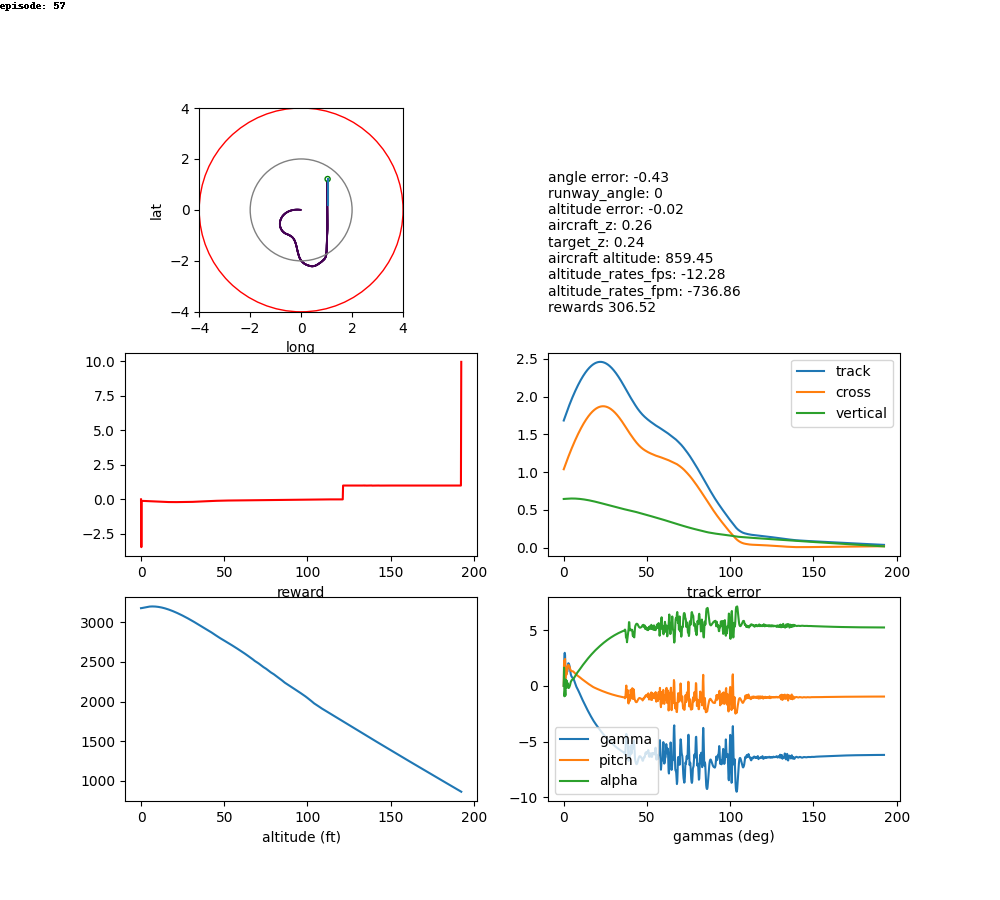 episode: 57
4
2
0
−2
−4
lat
−4 −2 0 2 4
long
angle error: -0.43
runway_angle: 0
altitude error: -0.02
aircraft_z: 0.26
target_z: 0.24
aircraft altitude: 859.45
altitude_rates_fps: -12.28
altitude_rates_fpm: -736.86
rewards 306.52
10.0
7.5
5.0
2.5
0.0
−2.5
0 50 100 150 200
reward
2.5
2.0
1.5
1.0
0.5
0.0
track
cross
vertical
0 50 100 150 200
track error
3000
2500
2000
1500
1000
0 50 100 150 200
altitude (ft)
5
0
−5
−10
gamma
pitch
alpha
0 50 100 150 200
gammas (deg)